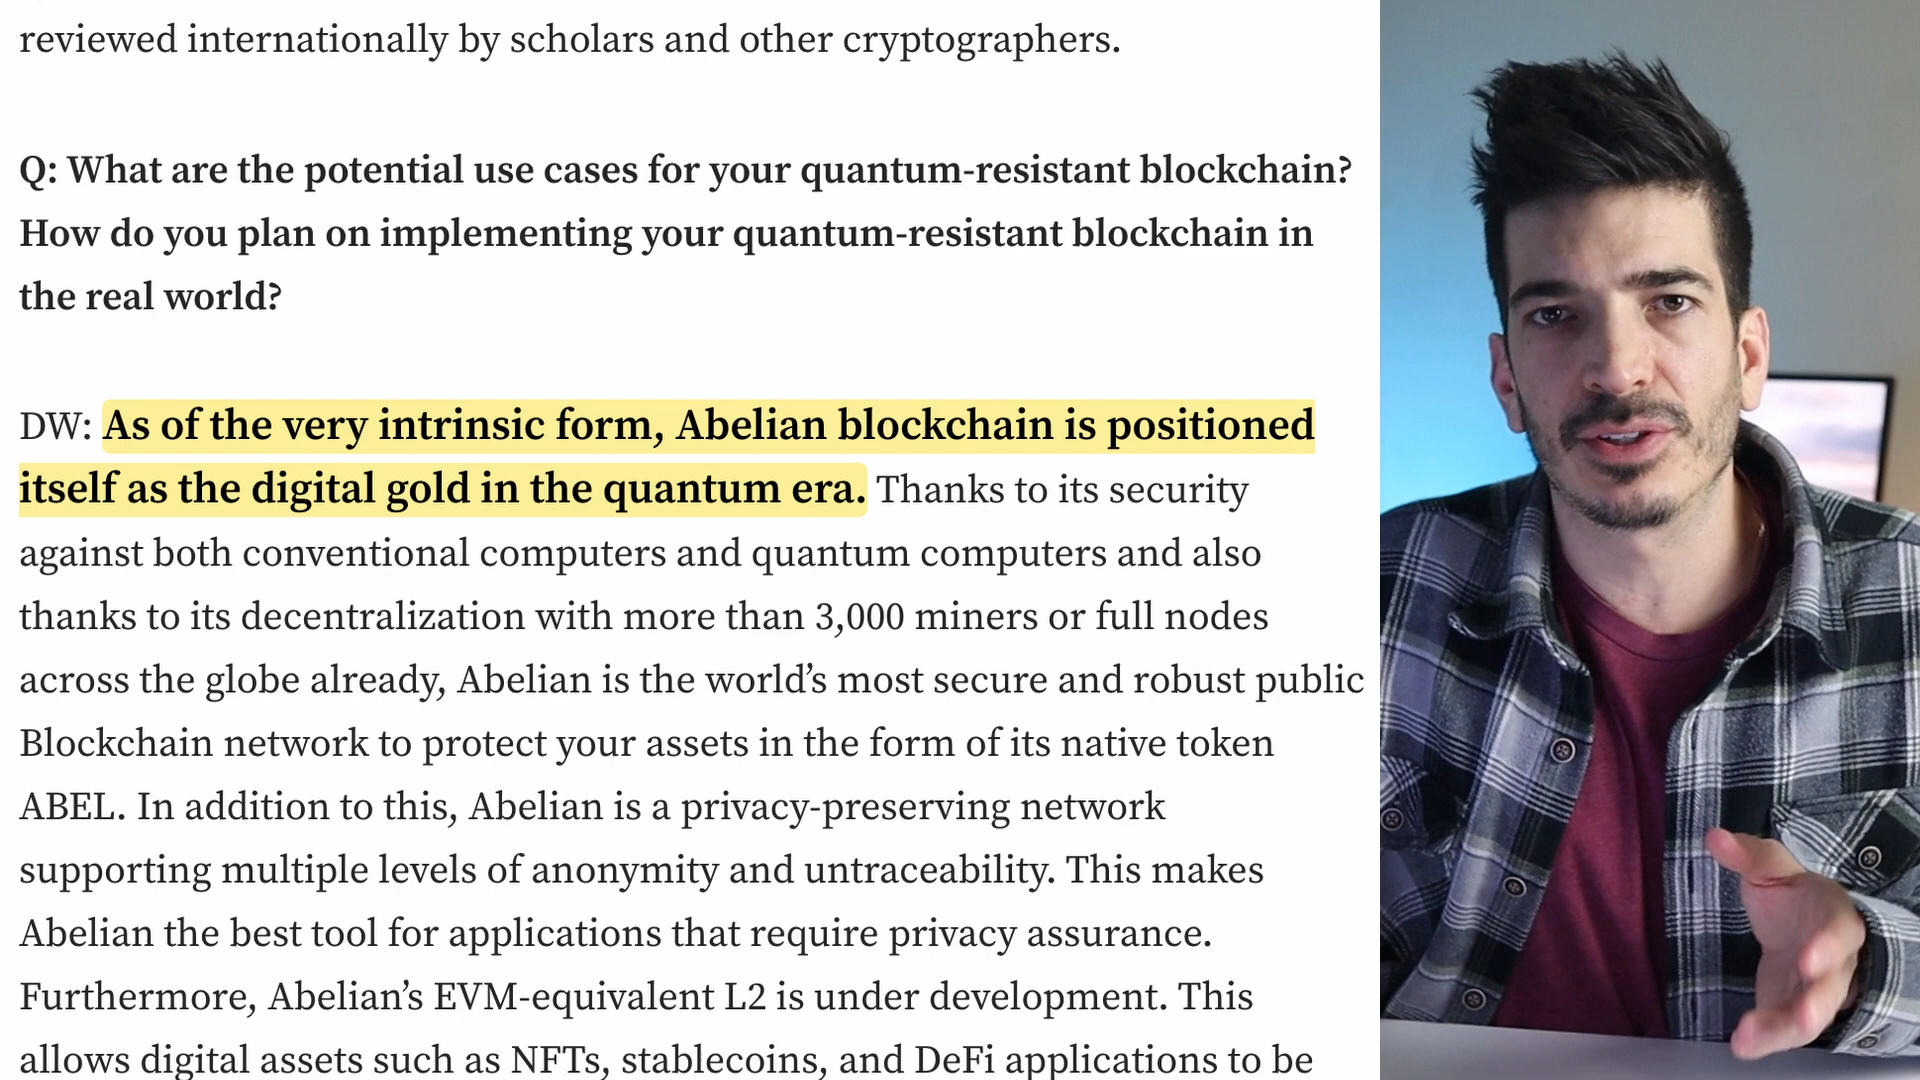 reviewed internationally by scholars and other cryptographers.
Q: What are the potential use cases for your quantum-resistant blockchain?
How do you plan on implementing your quantum-resistant blockchain in
the real world?
DW: As of the very intrinsic form, Abelian blockchain is positioned
itself as the digital gold in the quantum era. Thanks to its security
against both conventional computers and quantum computers and also
thanks to its decentralization with more than 3,000 miners or full nodes
across the globe already, Abelian is the world’s most secure and robust public
Blockchain network to protect your assets in the form of its native token
ABEL. In addition to this, Abelian is a privacy-preserving network
supporting multiple levels of anonymity and untraceability. This makes
Abelian the best tool for applications that require privacy assurance.
Furthermore, Abelian’s EVM-equivalent L2 is under development. This
allows digital assets such as NFTs, stablecoins, and DeFi applications to be